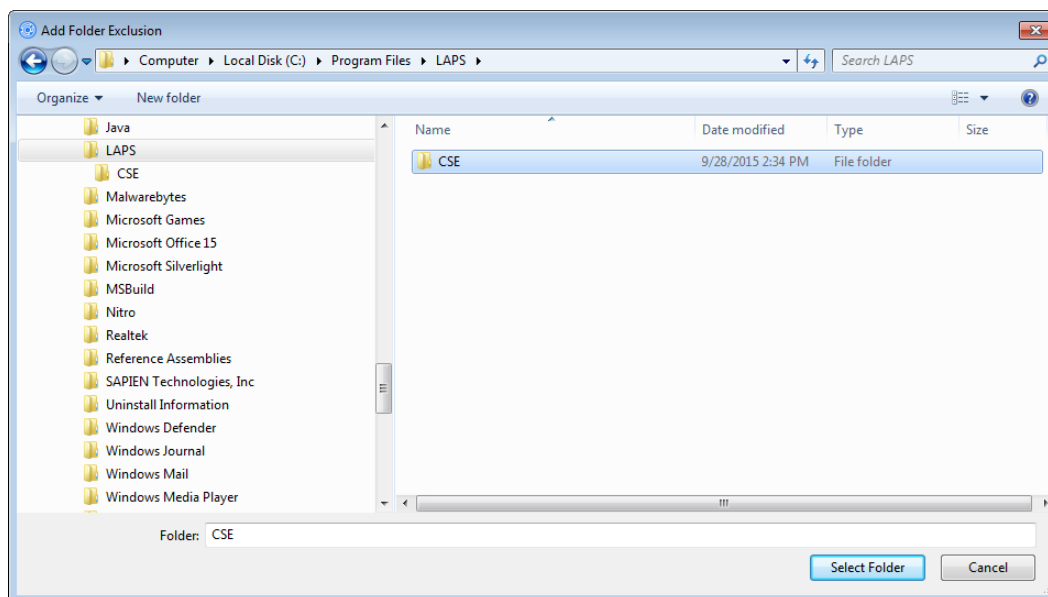 Add Folder Exclusion
Computer Local Disk (C:) Program Files LAPS
Search LAPS
Organize New folder
Name Date modified Type Size
Java
LAPS
CSE
Malwarebytes
Microsoft Games
Microsoft Office 15
Microsoft Silverlight
MSBuild
Nitro
Realtek
Reference Assemblies
SAPIEN Technologies, Inc
Uninstall Information
Windows Defender
Windows Journal
Windows Mail
Windows Media Player
CSE 9/28/2015 2:34 PM File folder
Folder: CSE
Select Folder Cancel